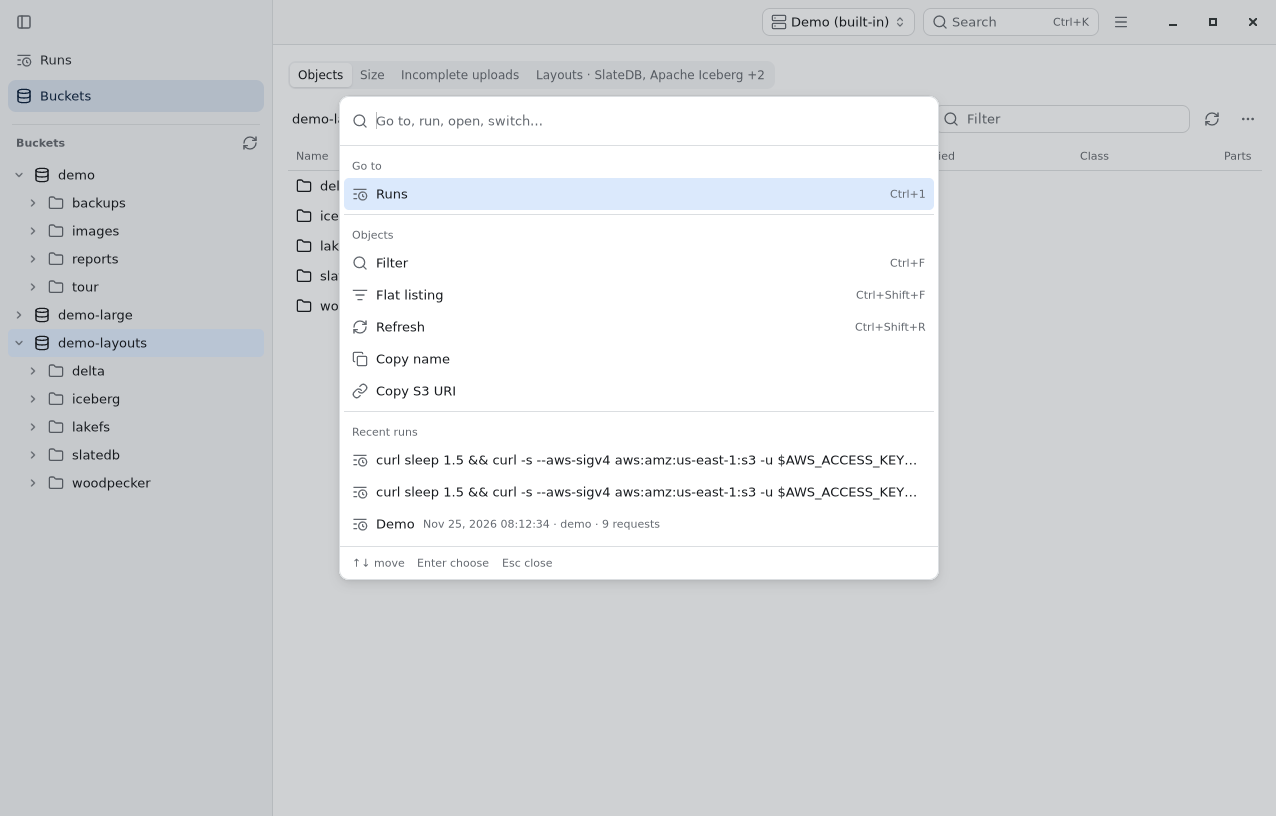 Demo (built-in)
Search
Ctrl+K
Runs
Buckets
Buckets
demo
backups
images
reports
tour
demo-large
demo-layouts
delta
iceberg
lakefs
slatedb
woodpecker
Objects
Size
Incomplete uploads
Layouts · SlateDB, Apache Iceberg +2
Filter
Name
Class
Parts
Go to, run, open, switch...
Go to
Runs
Ctrl+1
Objects
Filter
Ctrl+F
Flat listing
Ctrl+Shift+F
Refresh
Ctrl+Shift+R
Copy name
Copy S3 URI
Recent runs
curl sleep 1.5 && curl -s --aws-sigv4 aws:amz:us-east-1:s3 -u $AWS_ACCESS_KEY...
curl sleep 1.5 && curl -s --aws-sigv4 aws:amz:us-east-1:s3 -u $AWS_ACCESS_KEY...
Demo Nov 25, 2026 08:12:34 · demo · 9 requests
↑↓ move Enter choose Esc close